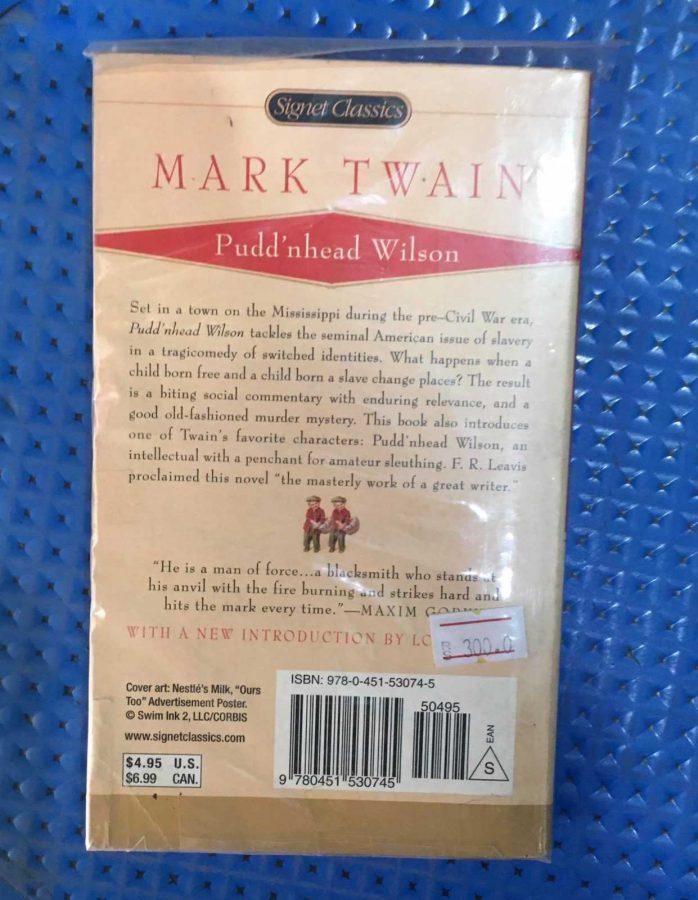 Signet Classics
MARK TWAIN
Pudd'nhead Wilson
Set in a town on the Mississippi during the pre–Civil War era,
Pudd'nhead Wilson tackles the seminal American issue of slavery
in a tragicomedy of switched identities. What happens when a
child born free and a child born a slave change places? The result
is a biting social commentary with enduring relevance, and a
good old-fashioned murder mystery. This book also introduces
one of Twain's favorite characters: Pudd'nhead Wilson, an
intellectual with a penchant for amateur sleuthing. F. R. Leavis
proclaimed this novel "the masterly work of a great writer."
"He is a man of force...a blacksmith who stands at
his anvil with the fire burning and strikes hard and
hits the mark every time."—MAXIM
WITH A NEW INTRODUCTION BY
300.0
Cover art: Nestlé's Milk, "Ours
Too" Advertisement Poster.
© Swim Ink 2, LLC/CORBIS
www.signetclassics.com
$4.95 U.S.
$6.99 CAN.
ISBN: 978-0-451-53074-5
50495
9 780451 530745
EAN
S